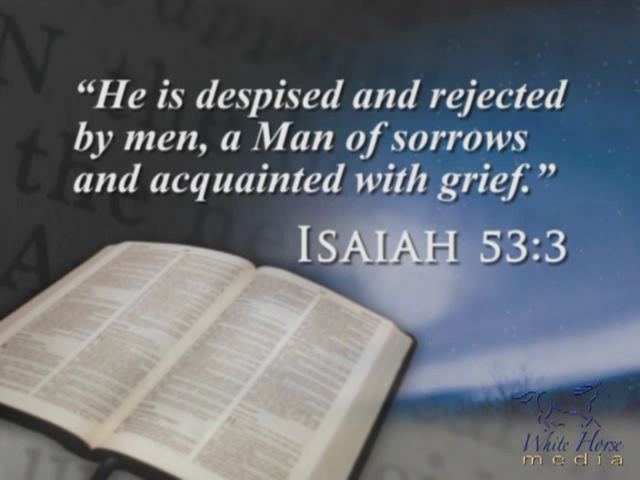 “He is despised and rejected
by men, a Man of sorrows
and acquainted with grief.”
ISAIAH 53:3
White Horse
media